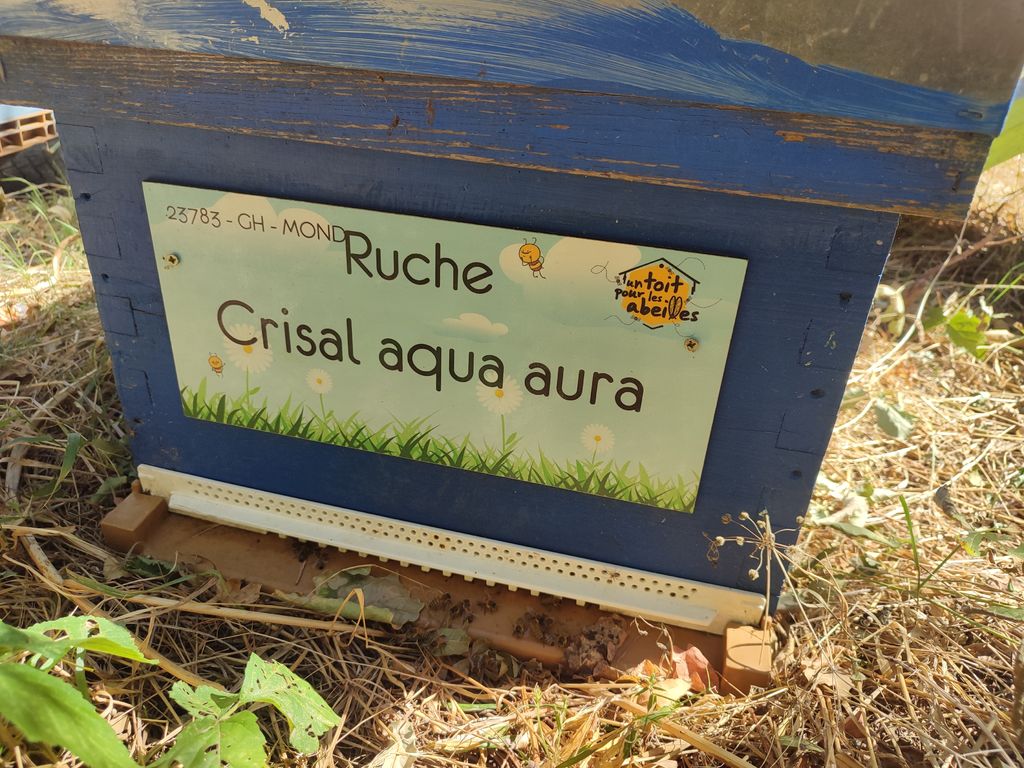 23783 - GH - MOND
Ruche
Crisal aqua aura
un toit
pour les
abeilles